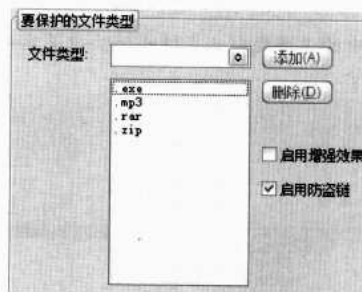 要保护的文件类型
文件类型:
添加(A)
.exe
删除(D)
.mp3
.rar
.zip
启用增强效果
启用防盗链